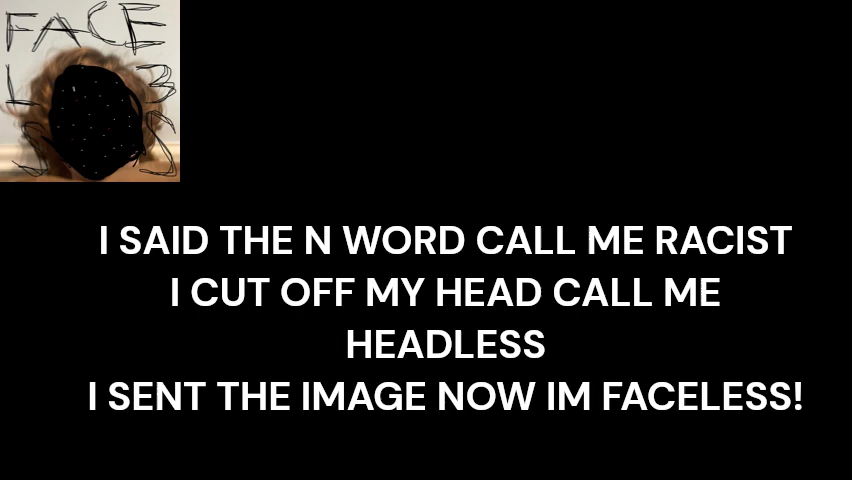 FACE
L 3
S S
I SAID THE N WORD CALL ME RACIST
I CUT OFF MY HEAD CALL ME
HEADLESS
I SENT THE IMAGE NOW IM FACELESS!